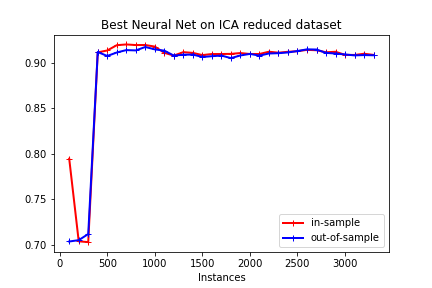 Best Neural Net on ICA reduced dataset
0.90
0.85
0.80
0.75
0.70
in-sample
out-of-sample
0 500 1000 1500 2000 2500 3000
Instances